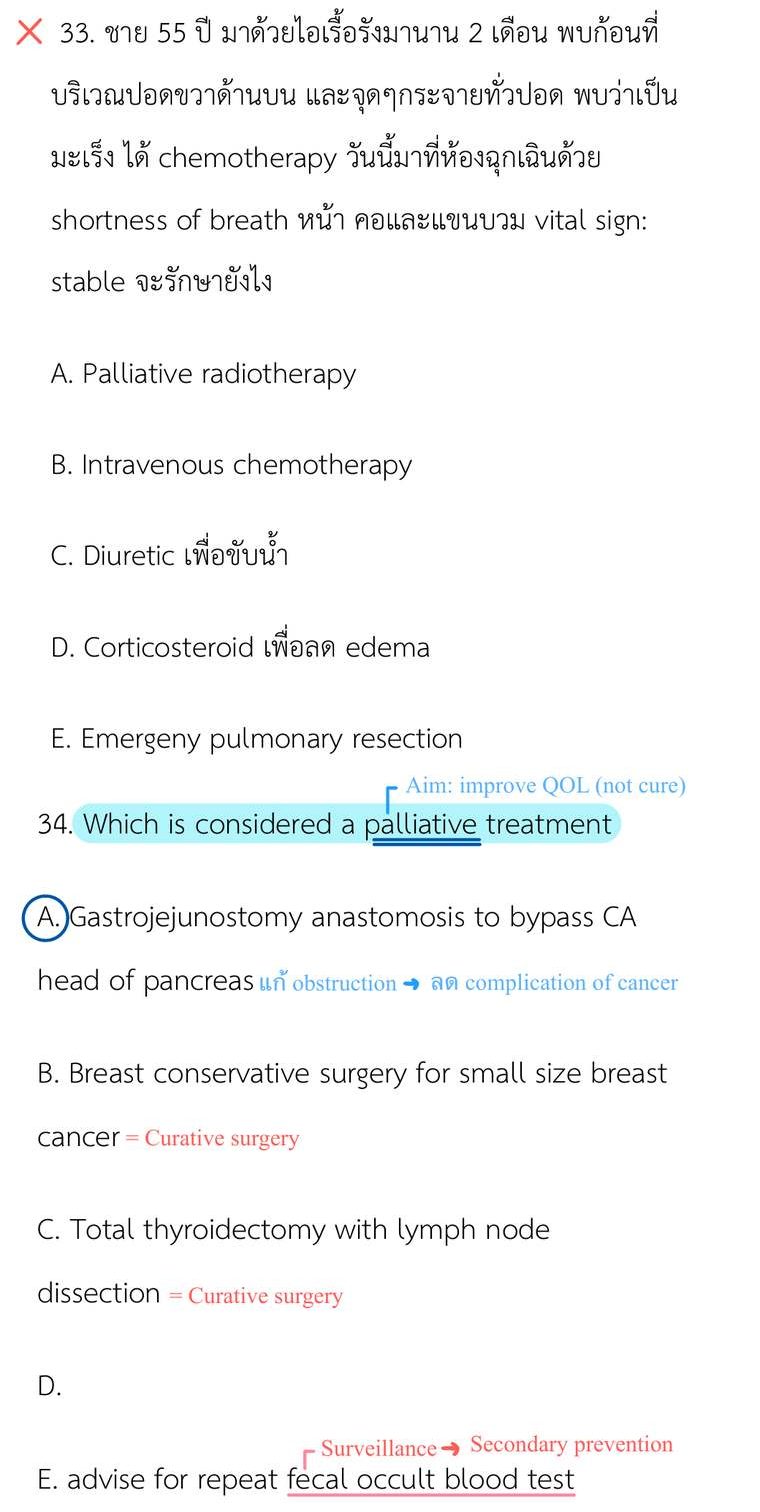 33. ชาย 55 ปี มาด้วยไอเรื้อรังมานาน 2 เดือน พบก้อนที่
บริเวณปอดขวาด้านบน และจุดๆกระจายทั่วปอด พบว่าเป็น
มะเร็ง ได้ chemotherapy วันนี้มาที่ห้องฉุกเฉินด้วย
shortness of breath หน้า คอและแขนบวม vital sign:
stable จะรักษายังไง
A. Palliative radiotherapy
B. Intravenous chemotherapy
C. Diuretic เพื่อขับน้ำ
D. Corticosteroid เพื่อลด edema
E. Emergeny pulmonary resection
Aim: improve QOL (not cure)
34. Which is considered a palliative treatment
A. Gastrojejunostomy anastomosis to bypass CA
head of pancreas แก้ obstruction → ลด complication of cancer
B. Breast conservative surgery for small size breast
cancer = Curative surgery
C. Total thyroidectomy with lymph node
dissection = Curative surgery
D.
Surveillance → Secondary prevention
E. advise for repeat fecal occult blood test